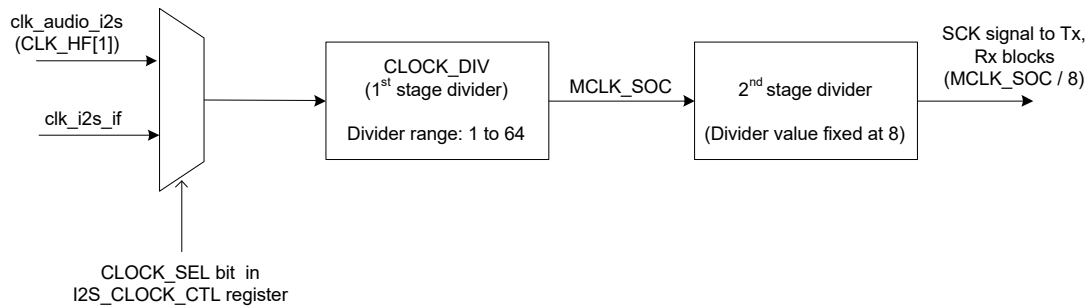 clk_audio_i2s
(CLK_HF[1])
clk_i2s_if
CLOCK_SEL bit in
I2S_CLOCK_CTL register
CLOCK_DIV
(1st stage divider)
Divider range: 1 to 64
MCLK_SOC
2nd stage divider
(Divider value fixed at 8)
SCK signal to Tx,
Rx blocks
(MCLK_SOC / 8)